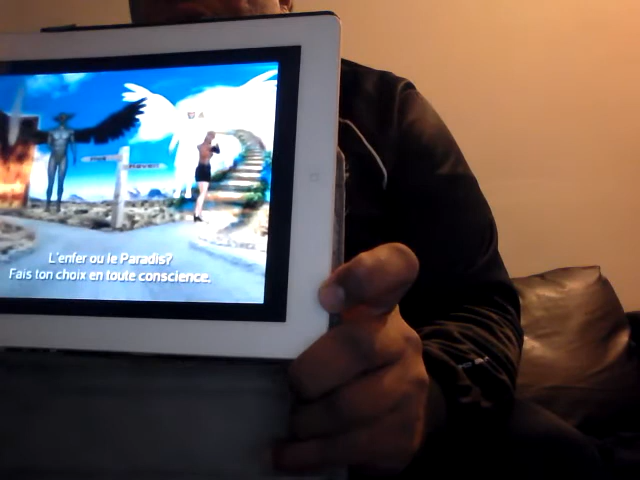 L'enfer ou le Paradis?
Fais ton choix en toute conscience.